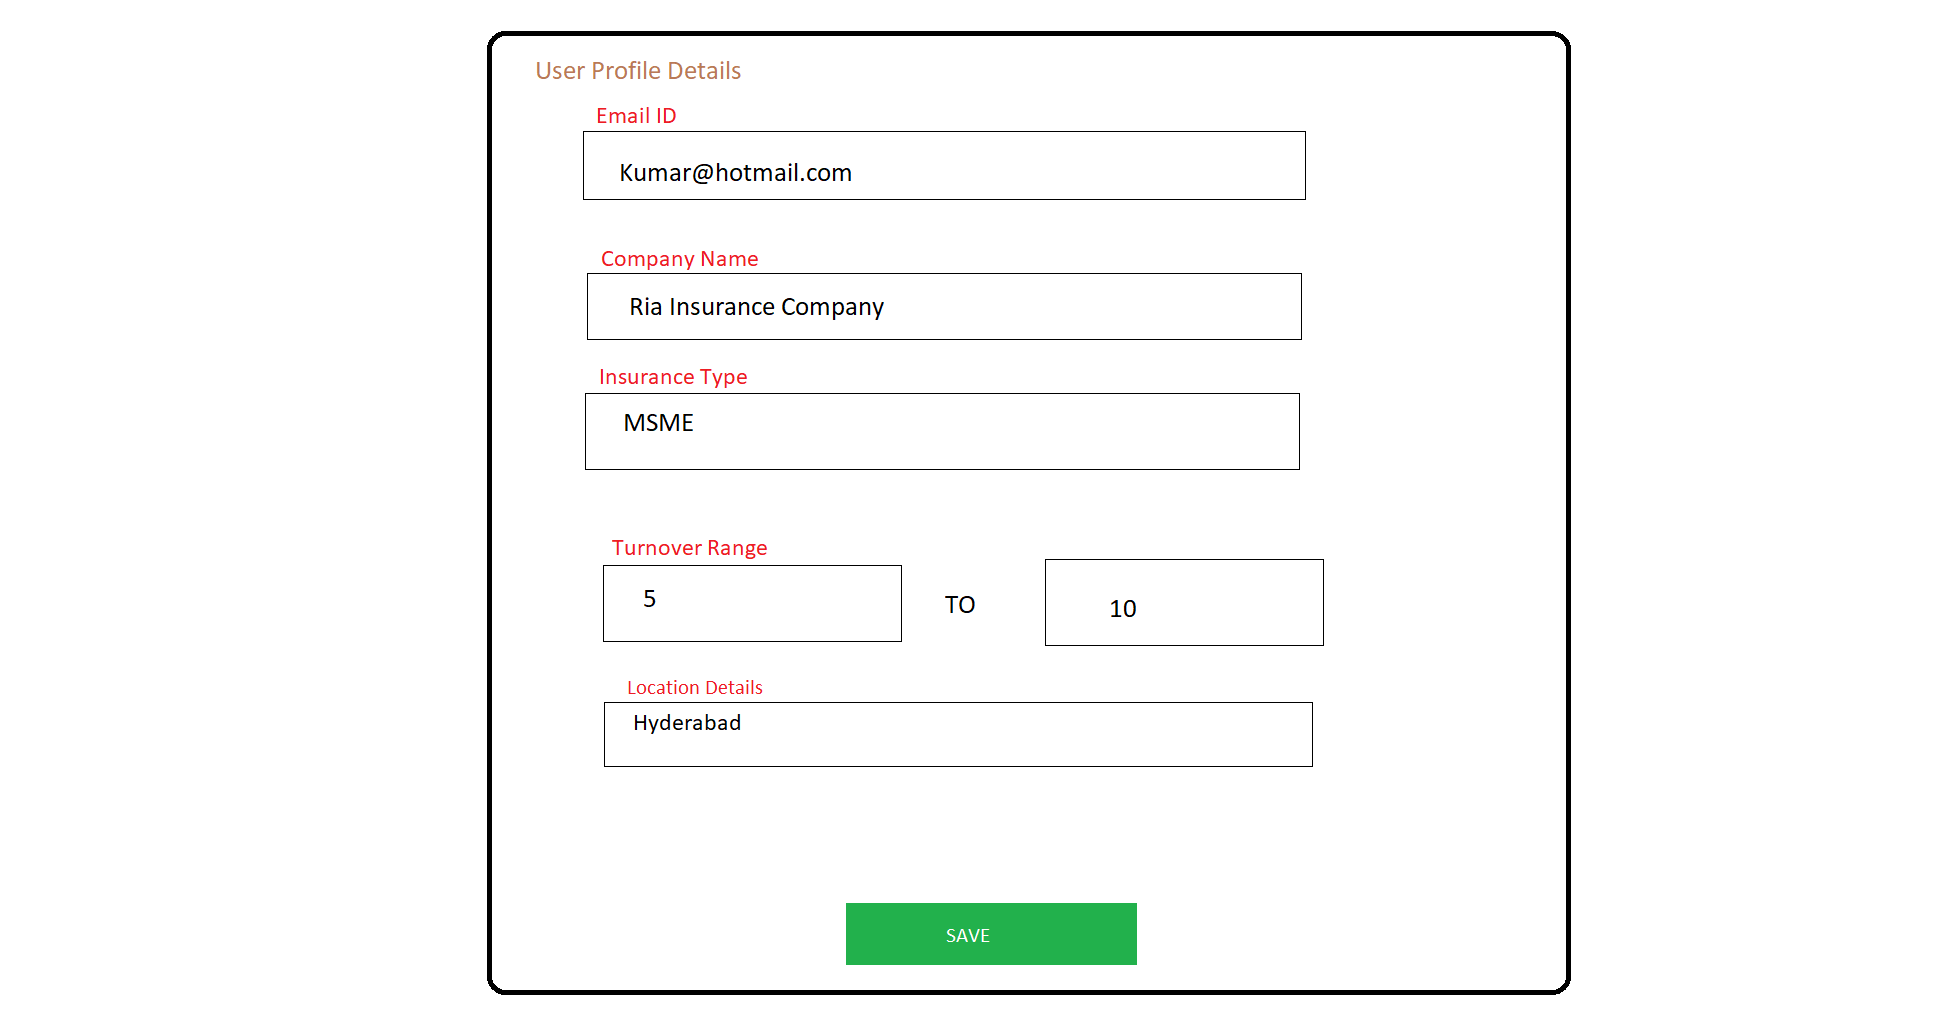 User Profile Details
Email ID
Kumar@hotmail.com
Company Name
Ria Insurance Company
Insurance Type
MSME
Turnover Range
5 TO 10
Location Details
Hyderabad
SAVE